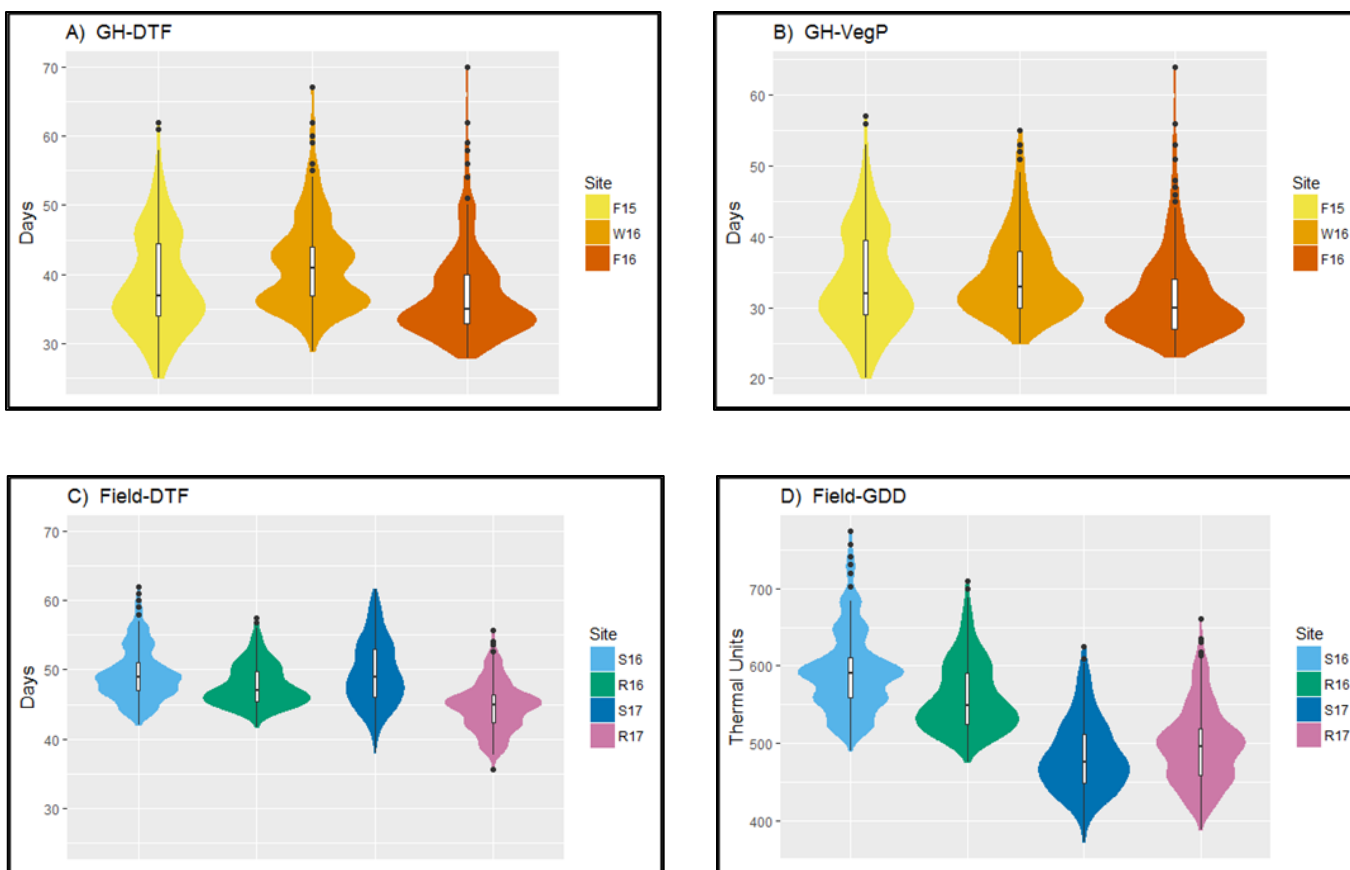 A) GH-DTF
70
60
50
40
30
Days
Site
F15
W16
F16
B) GH-VegP
60
50
40
30
20
Days
Site
F15
W16
F16
C) Field-DTF
70
60
50
40
30
Days
Site
S16
R16
S17
R17
D) Field-GDD
700
600
500
400
Thermal Units
Site
S16
R16
S17
R17